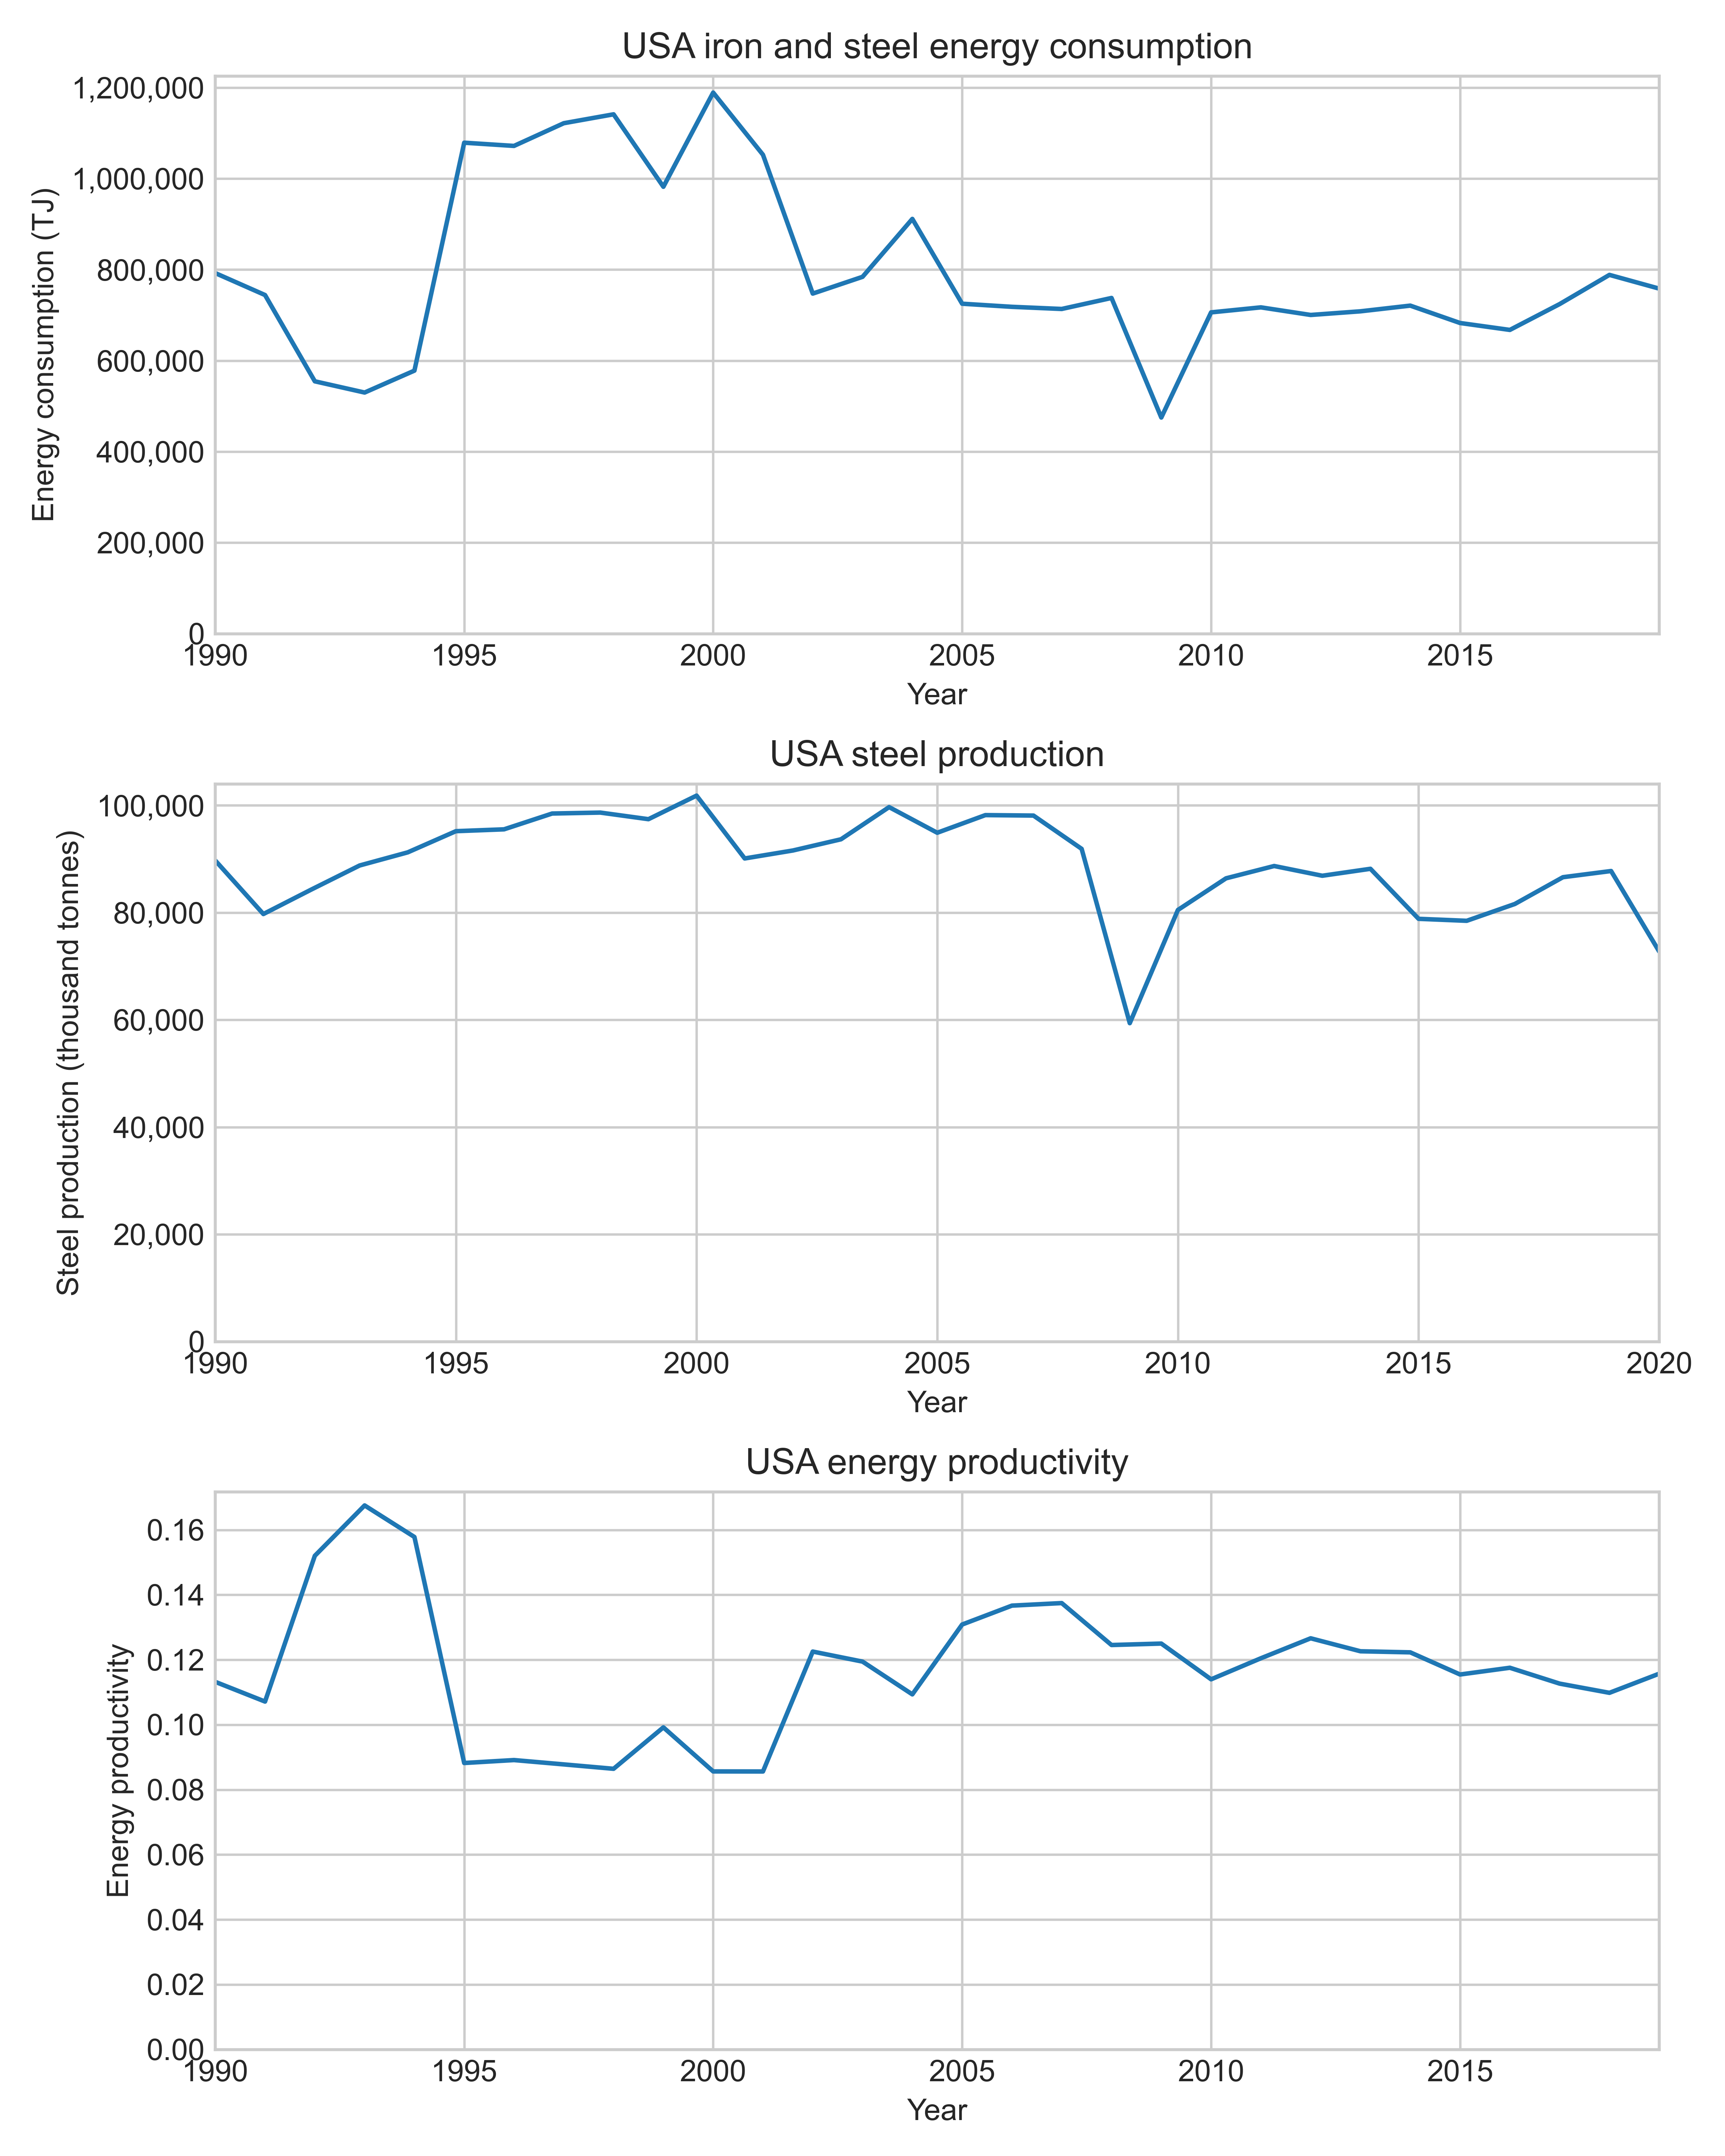 USA iron and steel energy consumption
Energy consumption (TJ)
1,200,000
1,000,000
800,000
600,000
400,000
200,000
0
1990 1995 2000 2005 2010 2015
Year
USA steel production
Steel production (thousand tonnes)
100,000
80,000
60,000
40,000
20,000
0
1990 1995 2000 2005 2010 2015 2020
Year
USA energy productivity
Energy productivity
0.16
0.14
0.12
0.10
0.08
0.06
0.04
0.02
0.00
1990 1995 2000 2005 2010 2015
Year